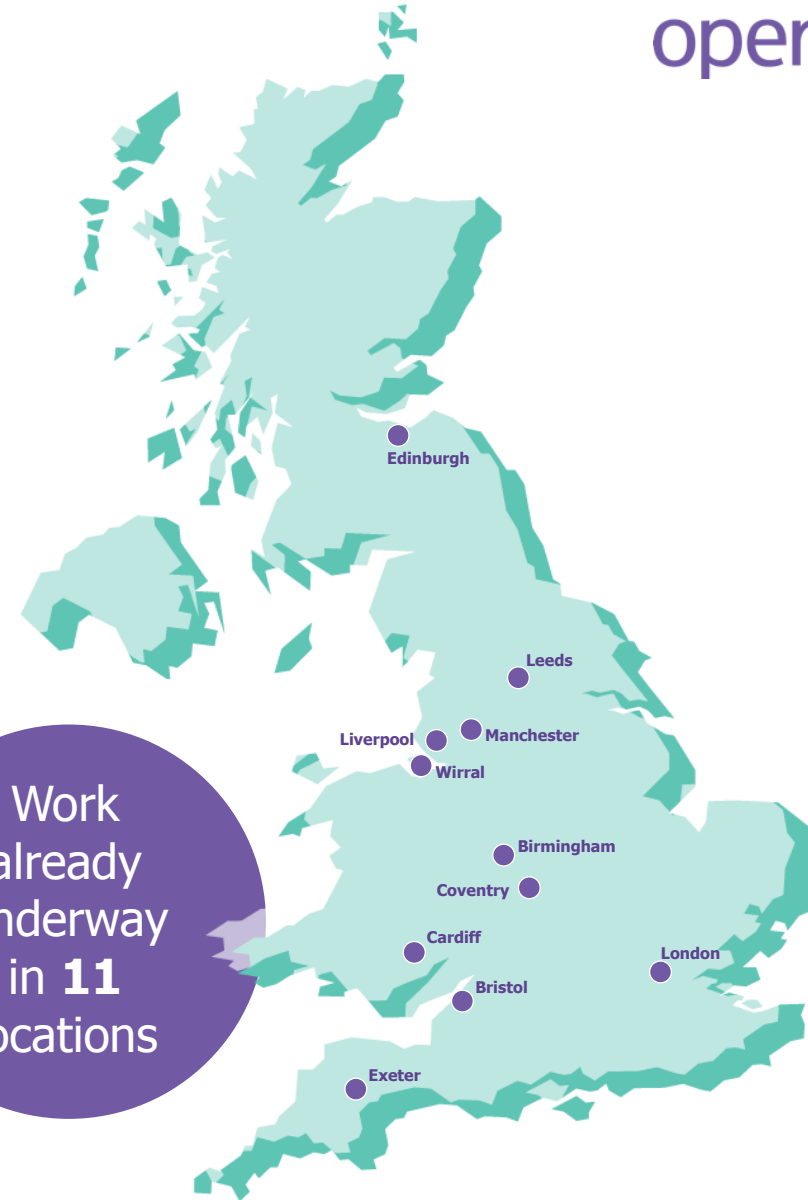 oper
Edinburgh
Leeds
Liverpool
Manchester
Wirral
Birmingham
Coventry
Cardiff
London
Bristol
Exeter
Work
already
nderway
in 11
ocations